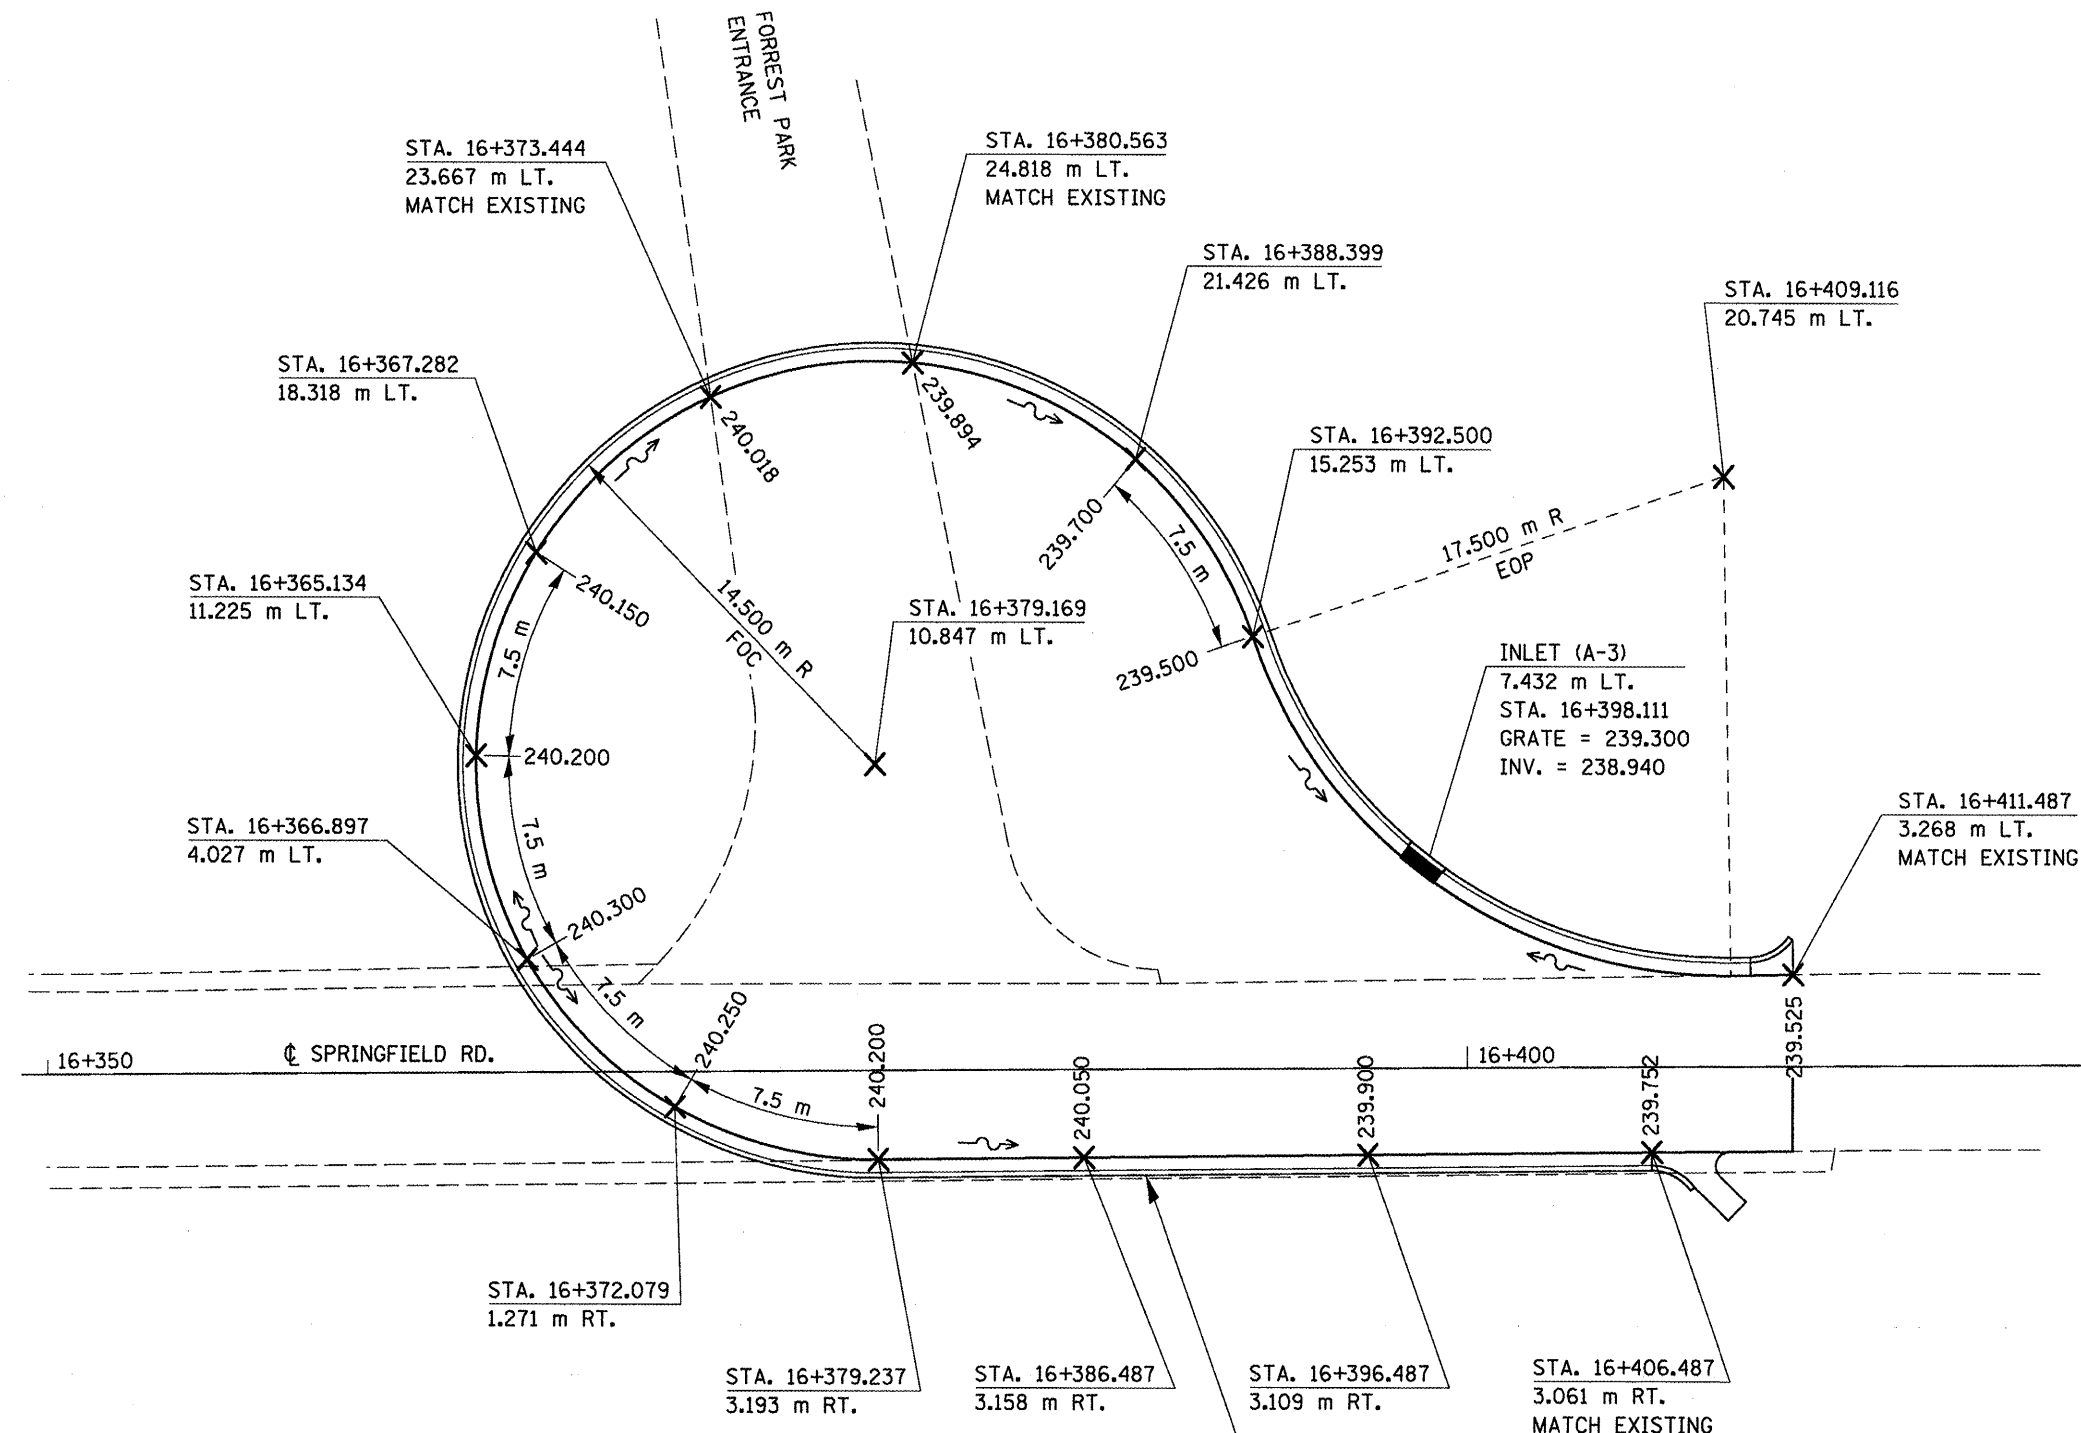 FORREST PARK
ENTRANCE
STA. 16+373.444
23.667 m LT.
MATCH EXISTING
STA. 16+380.563
24.818 m LT.
MATCH EXISTING
STA. 16+388.399
21.426 m LT.
STA. 16+409.116
20.745 m LT.
STA. 16+367.282
18.318 m LT.
240.018
239.894
STA. 16+392.500
15.253 m LT.
239.700
7.5 m
17.500 m R
EOP
STA. 16+365.134
11.225 m LT.
240.150
7.5 m
14.500 m R
FOC
STA. 16+379.169
10.847 m LT.
239.500
INLET (A-3)
7.432 m LT.
STA. 16+398.111
GRATE = 239.300
INV. = 238.940
240.200
STA. 16+366.897
4.027 m LT.
7.5 m
STA. 16+411.487
3.268 m LT.
MATCH EXISTING
240.300
7.5 m
240.250
16+350
℄ SPRINGFIELD RD.
7.5 m
240.200
240.050
239.900
16+400
239.752
239.525
STA. 16+372.079
1.271 m RT.
STA. 16+379.237
3.193 m RT.
STA. 16+386.487
3.158 m RT.
STA. 16+396.487
3.109 m RT.
STA. 16+406.487
3.061 m RT.
MATCH EXISTING